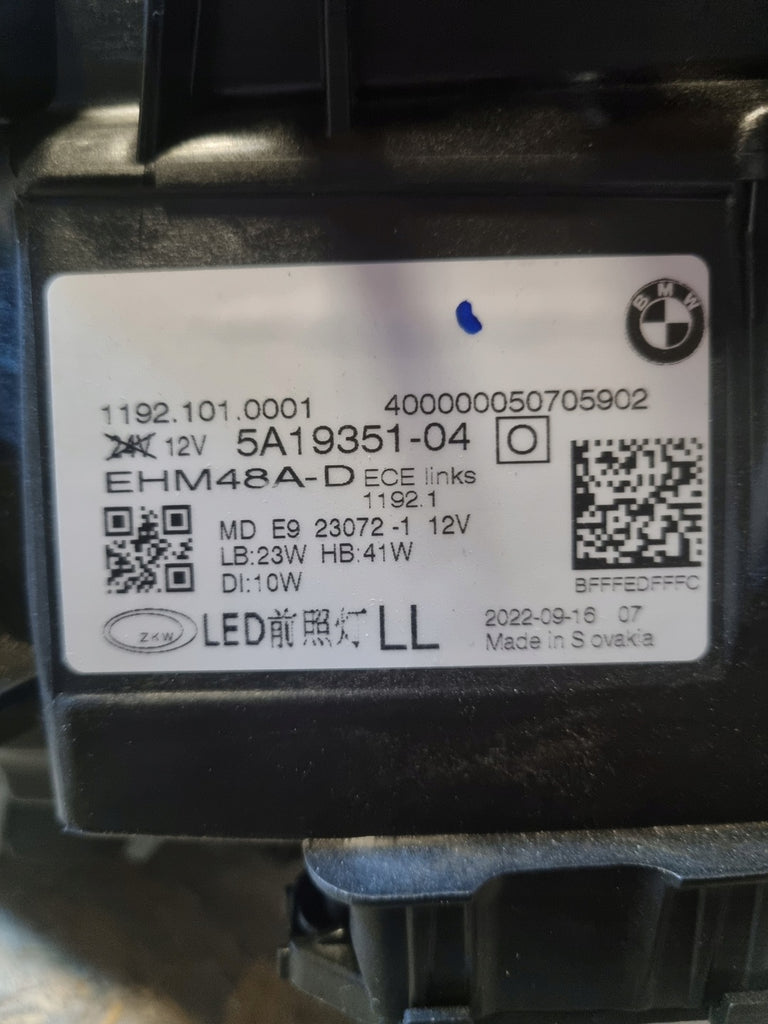 BMW
1192.101.0001 400000050705902
24V 12V 5A19351-04
EHM48A-D ECE links
1192.1
MD E9 23072 -1 12V
LB:23W HB:41W
DI:10W
BFFFEDFFFC
ZKW LED前照灯 LL
2022-09-16 07
Made in Slovakia